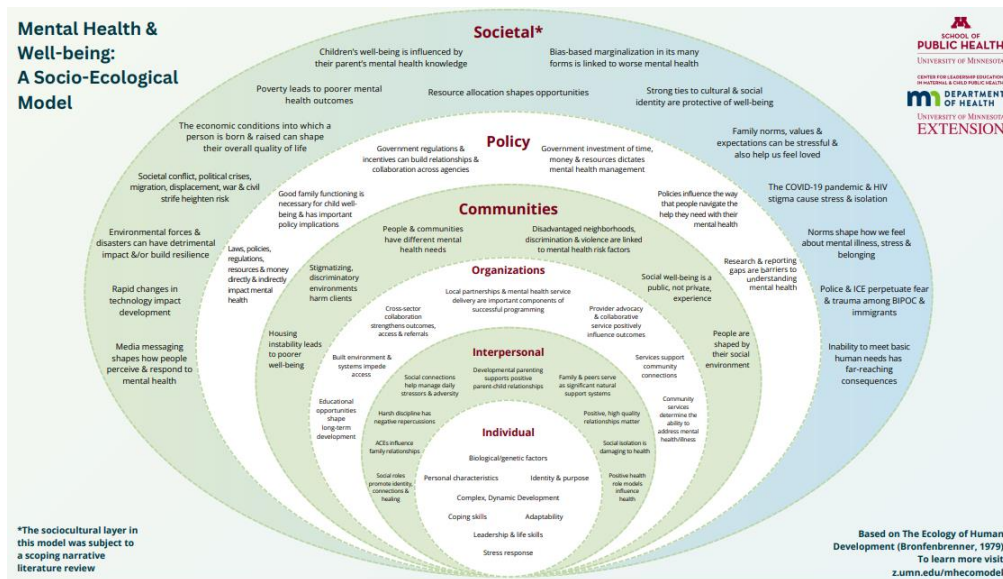 Mental Health &
Well-being:
A Socio-Ecological
Model
SCHOOL OF
PUBLIC HEALTH
UNIVERSITY OF MINNESOTA
CENTER FOR LEADERSHIP EDUCATION
IN MATERNAL & CHILD PUBLIC HEALTH
DEPARTMENT
OF HEALTH
UNIVERSITY OF MINNESOTA
EXTENSION
Societal*
Children's well-being is influenced by
their parent's mental health knowledge
Bias-based marginalization in its many
forms is linked to worse mental health
Poverty leads to poorer mental
health outcomes
Resource allocation shapes opportunities
Strong ties to cultural & social
identity are protective of well-being
The economic conditions into which a
person is born & raised can shape
their overall quality of life
Family norms, values &
expectations can be stressful &
also help us feel loved
Societal conflict, political crises,
migration, displacement, war & civil
strife heighten risk
The COVID-19 pandemic & HIV
stigma cause stress & isolation
Environmental forces &
disasters can have detrimental
impact &/or build resilience
Norms shape how we feel
about mental illness, stress &
belonging
Rapid changes in
technology impact
development
Police & ICE perpetuate fear
& trauma among BIPOC &
immigrants
Media messaging
shapes how people
perceive & respond to
mental health
Inability to meet basic
human needs has
far-reaching
consequences
Policy
Government regulations &
incentives can build relationships &
collaboration across agencies
Government investment of time,
money & resources dictates
mental health management
Good family functioning is
necessary for child well-
being & has important
policy implications
Policies influence the way
that people navigate the
help they need with their
mental health
Laws, policies,
regulations,
resources & money
directly & indirectly
impact mental
health
Research & reporting
gaps are barriers to
understanding
mental health
Communities
People & communities
have different mental
health needs
Disadvantaged neighborhoods,
discrimination & violence are linked
to mental health risk factors
Stigmatizing,
discriminatory
environments
harm clients
Social well-being is a
public, not private,
experience
Housing
instability leads
to poorer
well-being
People are
shaped by
their social
environment
Organizations
Local partnerships & mental health service
delivery are important components of
successful programming
Cross-sector
collaboration
strengthens outcomes,
access & referrals
Provider advocacy
& collaborative
service positively
influence outcomes
Built environment &
systems impede
access
Services support
community
connections
Educational
opportunities
shape
long-term
development
Community
services
determine the
ability to
address mental
health/illness
Interpersonal
Social connections
help manage daily
stressors & adversity
Developmental parenting
supports positive
parent-child relationships
Family & peers serve
as significant natural
support systems
Harsh discipline has
negative repercussions
Positive, high quality
relationships matter
ACEs influence
family relationships
Social isolation is
damaging to health
Social roles
promote identity,
connections &
healing
Positive health
role models
influence
health
Individual
Biological/genetic factors
Personal characteristics
Identity & purpose
Complex, Dynamic Development
Coping skills
Adaptability
Leadership & life skills
Stress response
*The sociocultural layer in
this model was subject to
a scoping narrative
literature review
Based on The Ecology of Human
Development (Bronfenbrenner, 1979)
To learn more visit
z.umn.edu/mhecomodel